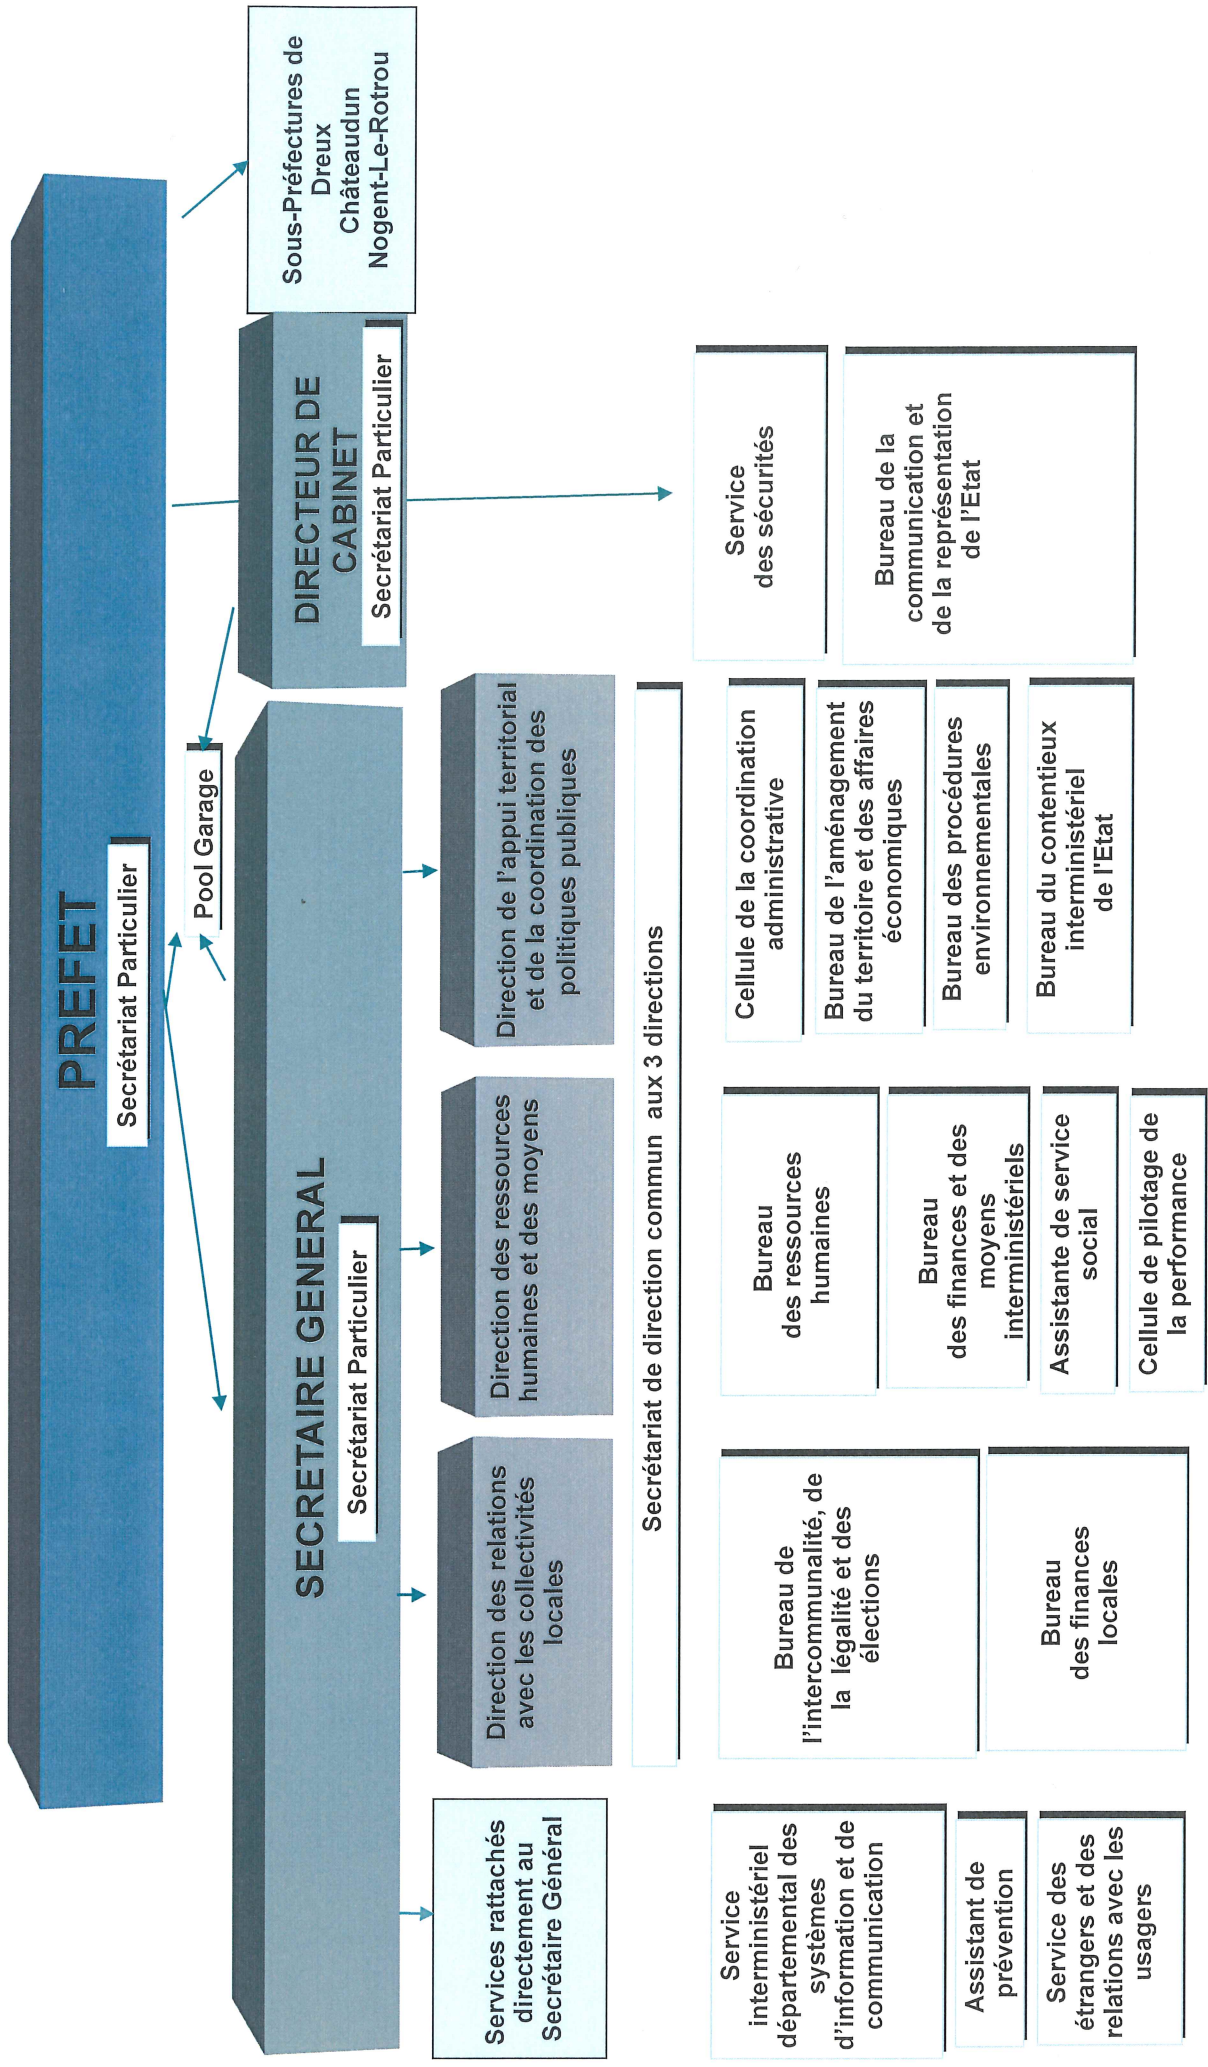 PREFET
Secrétariat Particulier
Pool Garage
SECRETAIRE GENERAL
Secrétariat Particulier
DIRECTEUR DE
CABINET
Secrétariat Particulier
Sous-Préfectures de
Dreux
Châteaudun
Nogent-Le-Rotrou
Services rattachés
directement au
Secrétaire Général
Direction des relations
avec les collectivités
locales
Direction des ressources
humaines et des moyens
Direction de l'appui territorial
et de la coordination des
politiques publiques
Secrétariat de direction commun aux 3 directions
Service
interministériel
départemental des
systèmes
d'information et de
communication
Assistant de
prévention
Service des
étrangers et des
relations avec les
usagers
Bureau de
l'intercommunalité, de
la légalité et des
élections
Bureau
des finances
locales
Bureau
des ressources
humaines
Bureau
des finances et des
moyens
interministériels
Assistante de service
social
Cellule de pilotage de
la performance
Cellule de la coordination
administrative
Bureau de l'aménagement
du territoire et des affaires
économiques
Bureau des procédures
environnementales
Bureau du contentieux
interministériel
de l'Etat
Service
des sécurités
Bureau de la
communication et
de la représentation
de l'Etat